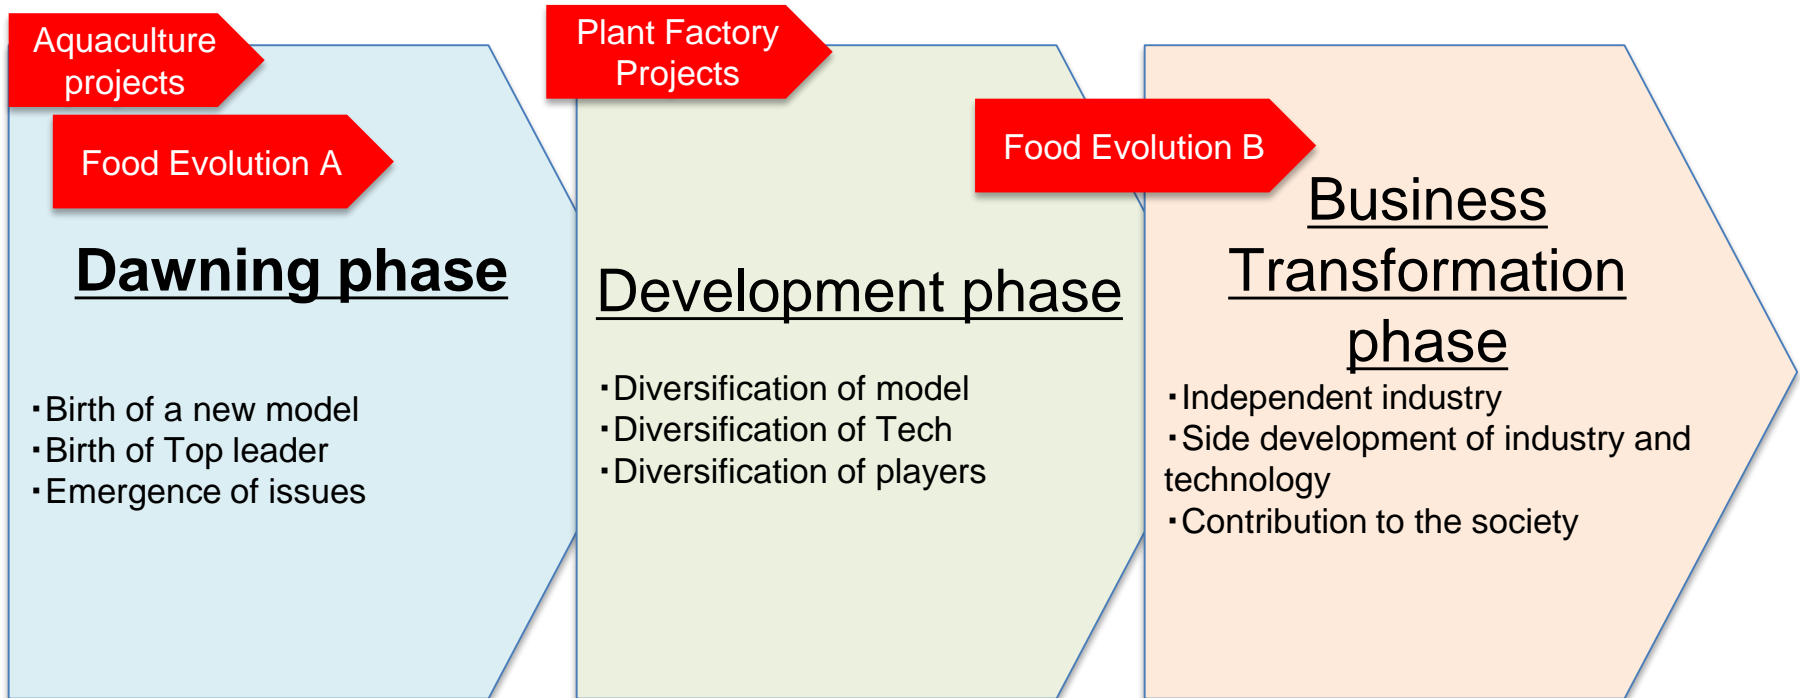 Aquaculture
projects
Food Evolution A
Dawning phase
・Birth of a new model
・Birth of Top leader
・Emergence of issues
Plant Factory
Projects
Development phase
・Diversification of model
・Diversification of Tech
・Diversification of players
Food Evolution B
Business
Transformation
phase
・Independent industry
・Side development of industry and
technology
・Contribution to the society